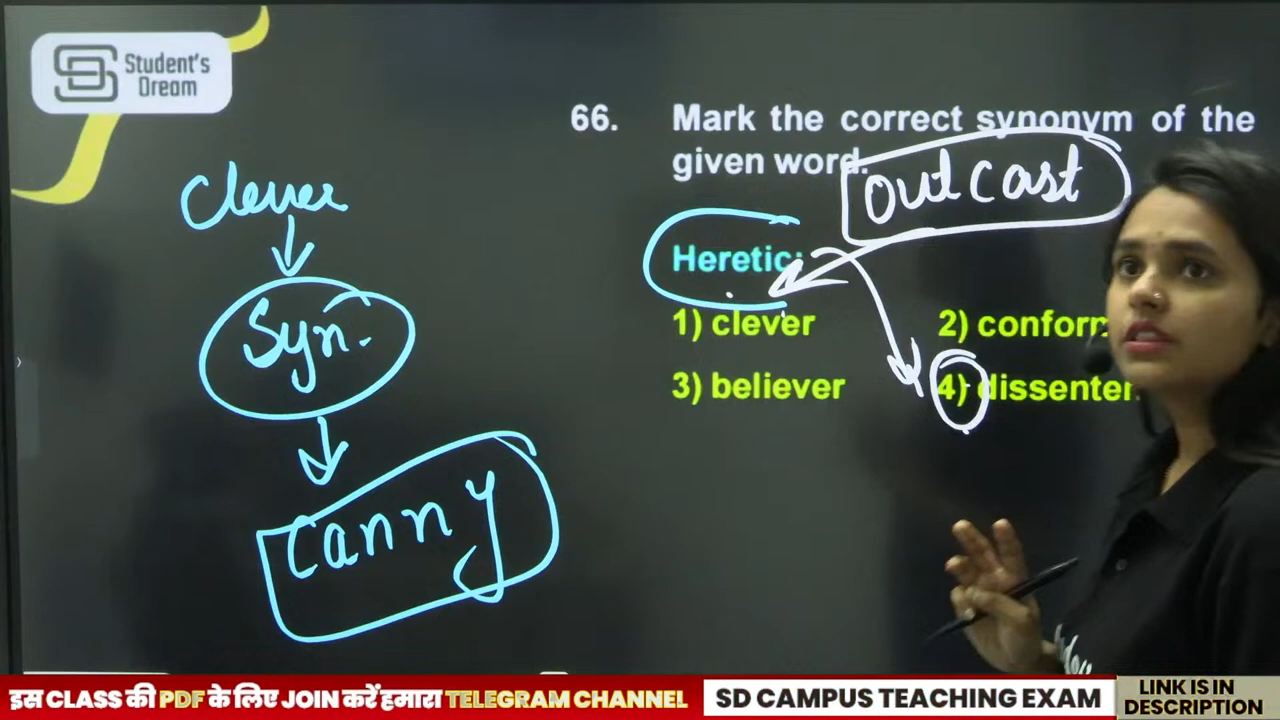 Student's
Dream
66. Mark the correct synonym of the
given word.
outcast
Heretic:
1) clever
3) believer
4) dissenter
clever
Syn.
canny
इस CLASS की PDF के लिए JOIN करें हमारा TELEGRAM CHANNEL
SD CAMPUS TEACHING EXAM
LINK IS IN
DESCRIPTION